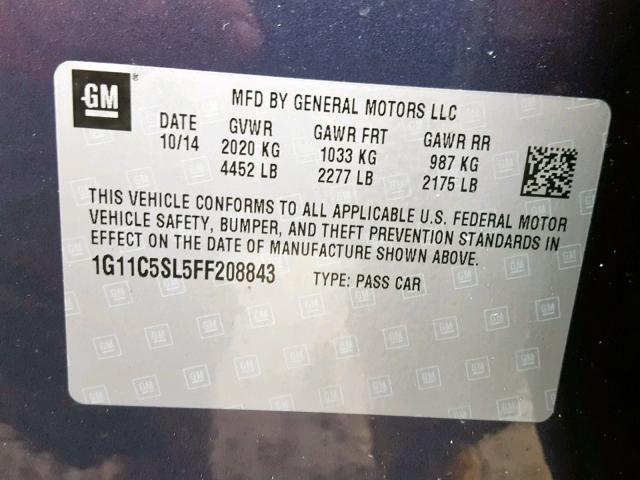 GM ®
MFD BY GENERAL MOTORS LLC
DATE GVWR GAWR FRT GAWR RR
10/14 2020 KG 1033 KG 987 KG
4452 LB 2277 LB 2175 LB
THIS VEHICLE CONFORMS TO ALL APPLICABLE U.S. FEDERAL MOTOR
VEHICLE SAFETY, BUMPER, AND THEFT PREVENTION STANDARDS IN
EFFECT ON THE DATE OF MANUFACTURE SHOWN ABOVE.
1G11C5SL5FF208843 TYPE: PASS CAR